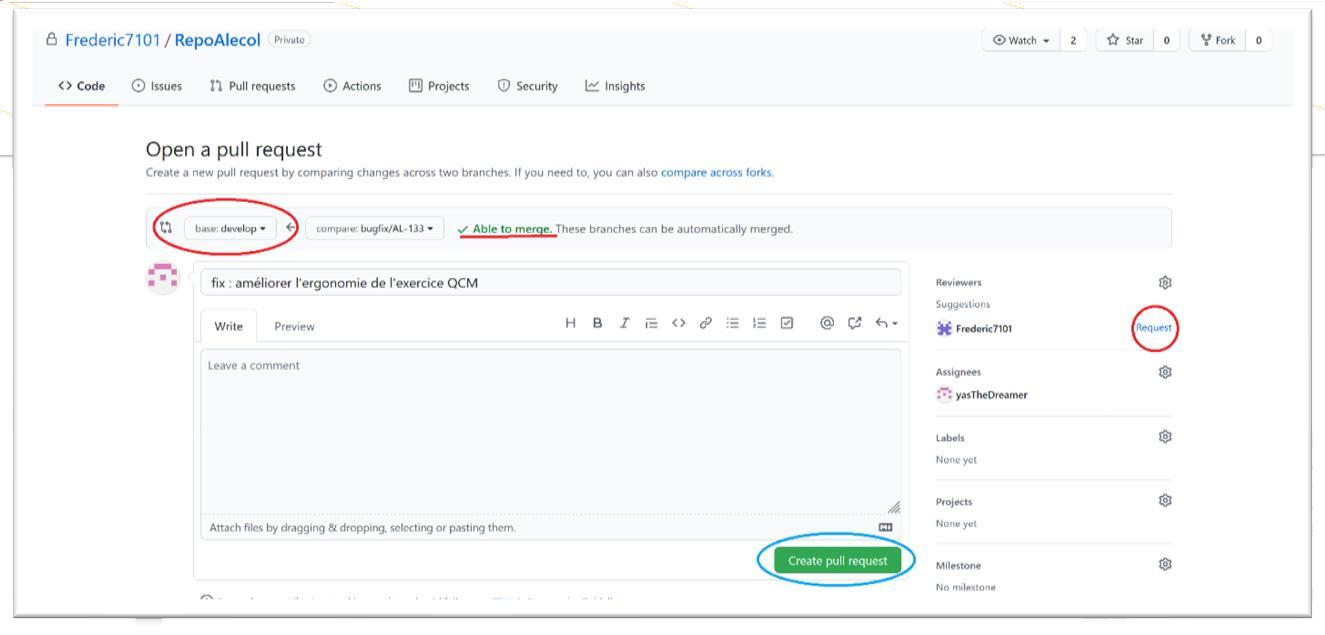 Frederic7101 / RepoAlecol Private
Watch 2 Star 0 Fork 0
Code Issues Pull requests Actions Projects Security Insights
Open a pull request
Create a new pull request by comparing changes across two branches. If you need to, you can also compare across forks.
base: develop compare: bugfix/AL-133 Able to merge. These branches can be automatically merged.
fix : améliorer l'ergonomie de l'exercice QCM
Write Preview
Leave a comment
Attach files by dragging & dropping, selecting or pasting them.
Create pull request
Reviewers
Suggestions
Frederic7101 Request
Assignees
yasTheDreamer
Labels
None yet
Projects
None yet
Milestone
No milestone